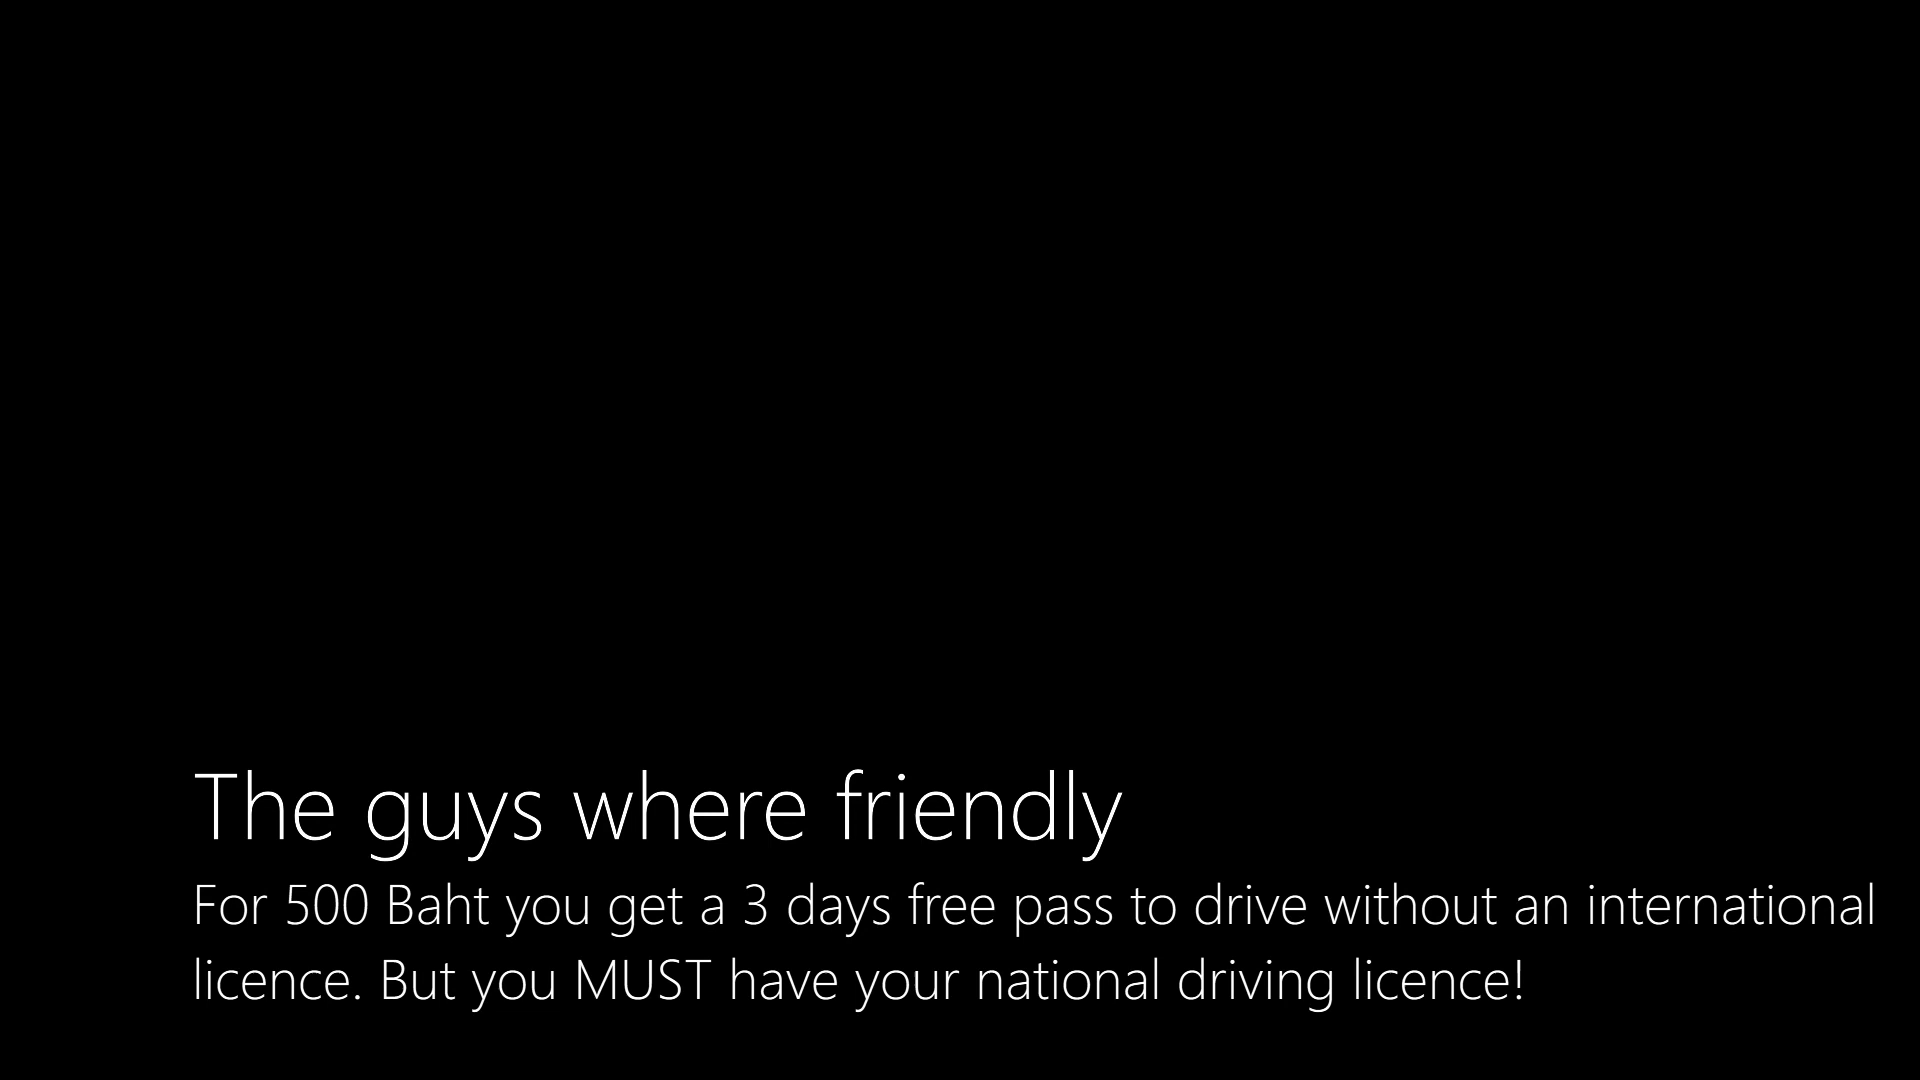 The guys where friendly
For 500 Baht you get a 3 days free pass to drive without an international
licence. But you MUST have your national driving licence!